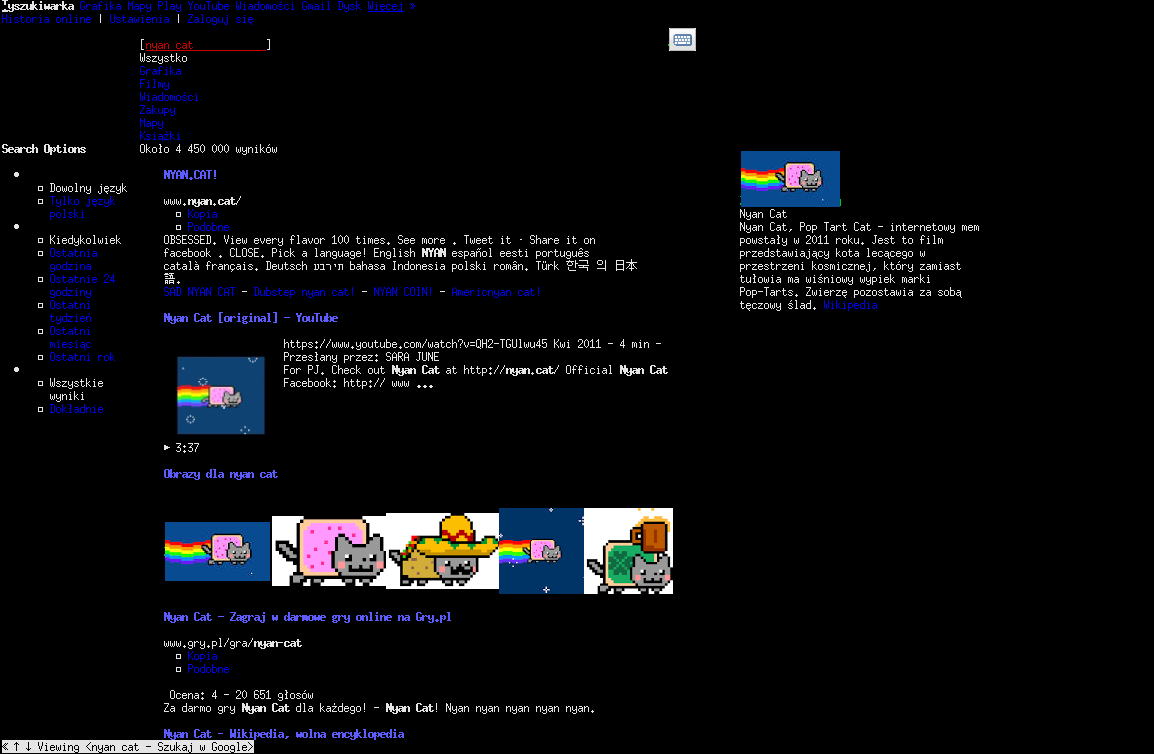 Wyszukiwarka Grafika Mapy Play YouTube Wiadomości Gmail Dysk Więcej »
Historia online | Ustawienia | Zaloguj się
[nyan cat]
Wszystko
Grafika
Filmy
Wiadomości
Zakupy
Mapy
Książki
Search Options
Około 4 450 000 wyników
Dowolny język
Tylko język
polski
Kiedykolwiek
Ostatnia
godzina
Ostatnie 24
godziny
Ostatni
tydzień
Ostatni
miesiąc
Ostatni rok
Wszystkie
wyniki
Dokładnie
NYAN.CAT!
www.nyan.cat/
Kopia
Podobne
OBSESSED. View every flavor 100 times. See more . Tweet it · Share it on
facebook . CLOSE. Pick a language! English NYAN español eesti português
català français. Deutsch תירבע bahasa Indonesia polski român. Türk 한국 의 日本
語.
SAD NYAN CAT - Dubstep nyan cat! - NYAN COIN! - Americnyan cat!
Nyan Cat [original] - YouTube
https://www.youtube.com/watch?v=QH2-TGUlwu45 Kwi 2011 - 4 min -
Przesłany przez: SARA JUNE
For PJ. Check out Nyan Cat at http://nyan.cat/ Official Nyan Cat
Facebook: http:// www ...
► 3:37
Obrazy dla nyan cat
Nyan Cat - Zagraj w darmowe gry online na Gry.pl
www.gry.pl/gra/nyan-cat
Kopia
Podobne
Ocena: 4 - 20 651 głosów
Za darmo gry Nyan Cat dla każdego! - Nyan Cat! Nyan nyan nyan nyan nyan.
Nyan Cat - Wikipedia, wolna encyklopedia
Nyan Cat
Nyan Cat, Pop Tart Cat – internetowy mem
powstały w 2011 roku. Jest to film
przedstawiający kota lecącego w
przestrzeni kosmicznej, który zamiast
tułowia ma wiśniowy wypiek marki
Pop-Tarts. Zwierzę pozostawia za sobą
tęczowy ślad. Wikipedia
«↑↓ Viewing <nyan cat - Szukaj w Google>